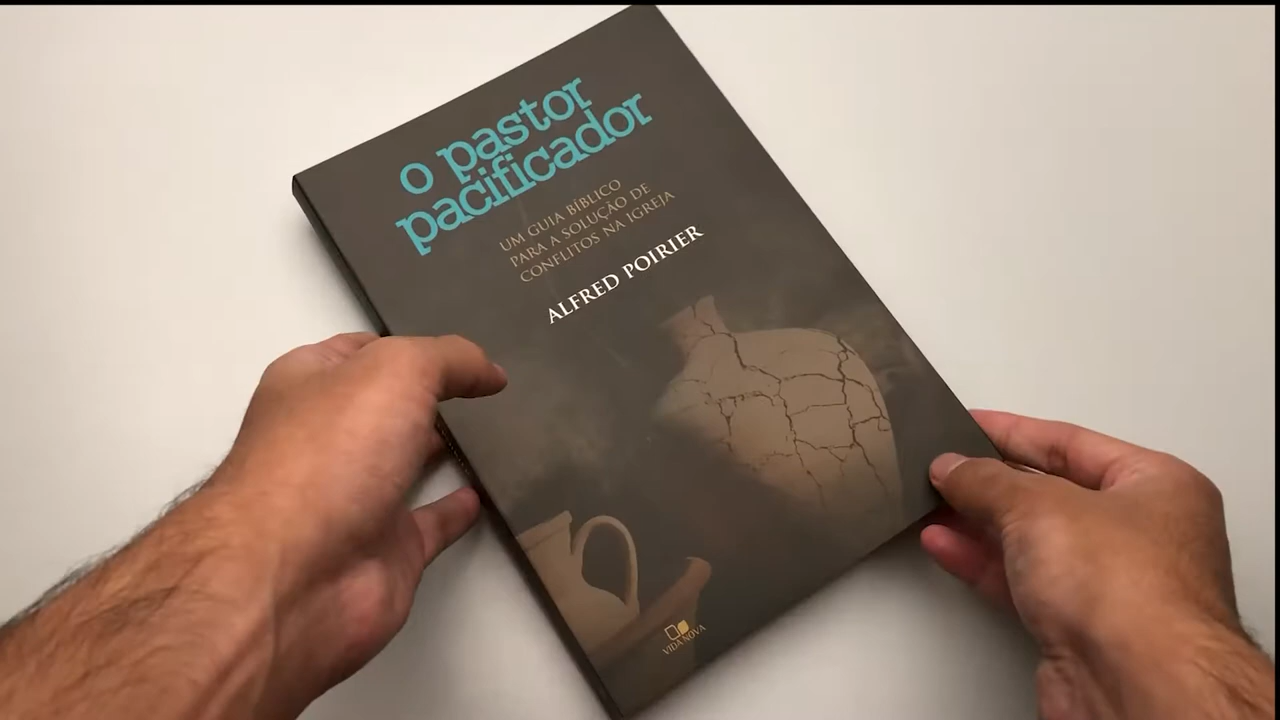 o pastor
pacificador
UM GUIA BÍBLICO
PARA A SOLUÇÃO DE
CONFLITOS NA IGREJA
ALFRED POIRIER
VIDA NOVA